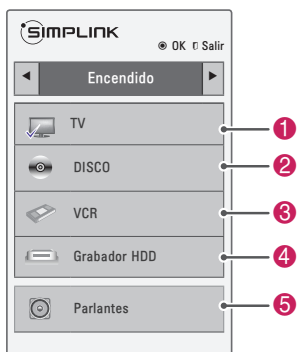 SIMPLINK
OK Salir
Encendido
TV
1
DISCO
2
VCR
3
Grabador HDD
4
Parlantes
5